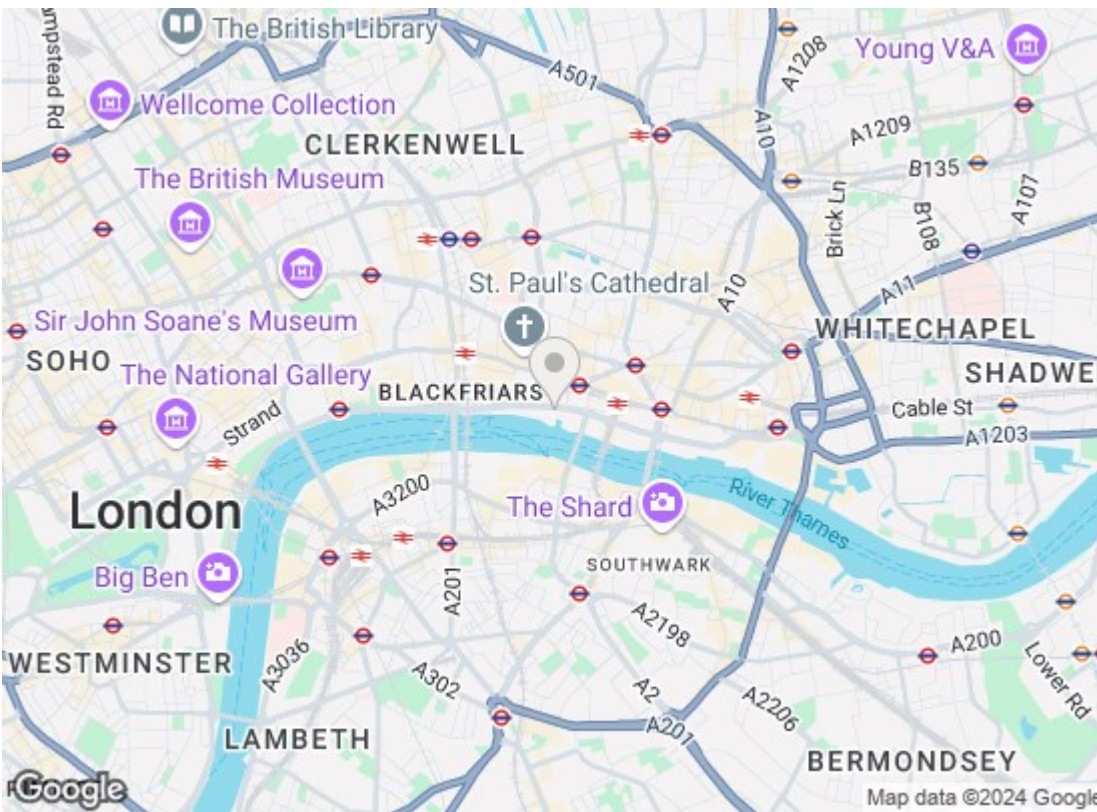 ampstead Rd
The British Library
Young V&A
A1208
A501
Wellcome Collection
A10
A1209
CLERKENWELL
B135
The British Museum
A107
Brick Ln
B108
St. Paul's Cathedral
A10
A11
Sir John Soane's Museum
WHITECHAPEL
SOHO
The National Gallery
SHADWE
BLACKFRIARS
Strand
Cable St
A1203
A3200
London
The Shard
River Thames
Big Ben
SOUTHWARK
A201
A2198
WESTMINSTER
A3036
A302
A200
Lower Rd
A2
A2206
A201
LAMBETH
BERMONDSEY
Google
Map data ©2024 Google